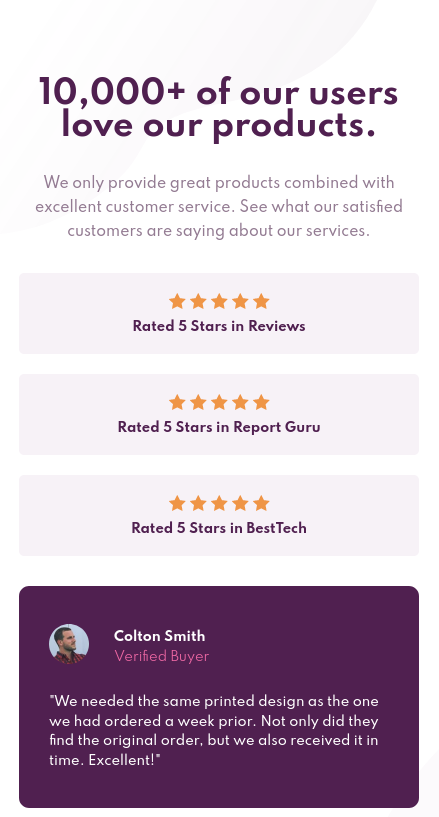 10,000+ of our users
love our products.
We only provide great products combined with
excellent customer service. See what our satisfied
customers are saying about our services.
Rated 5 Stars in Reviews
Rated 5 Stars in Report Guru
Rated 5 Stars in BestTech
Colton Smith
Verified Buyer
"We needed the same printed design as the one
we had ordered a week prior. Not only did they
find the original order, but we also received it in
time. Excellent!"